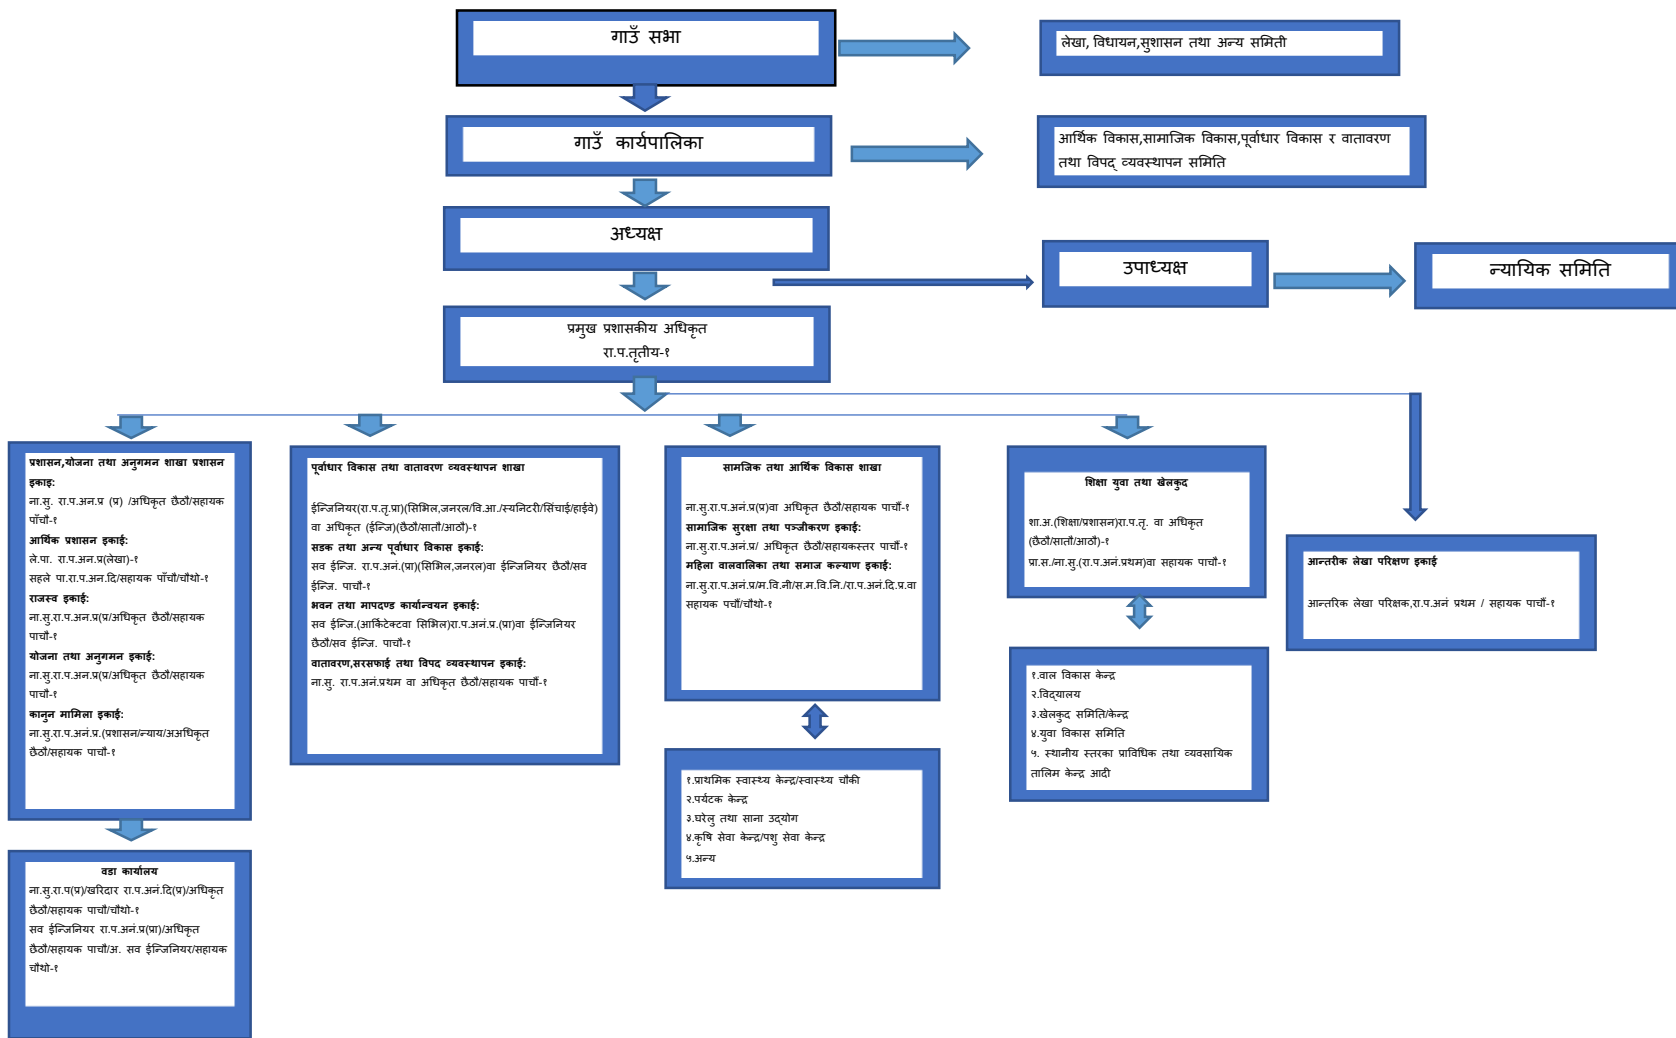 गाउँ सभा
लेखा, विधायन,सुशासन तथा अन्य समिती
गाउँ कार्यपालिका
आर्थिक विकास,सामाजिक विकास,पूर्वाधार विकास र वातावरण
तथा विपद् व्यवस्थापन समिति
अध्यक्ष
उपाध्यक्ष
न्यायिक समिति
प्रमुख प्रशासकीय अधिकृत
रा.प.तृतीय-१
प्रशासन,योजना तथा अनुगमन शाखा प्रशासन
इकाइ:
ना.सु. रा.प.अन.प्र (प्र) /अधिकृत छैठौ/सहायक
पाँचौ-१
आर्थिक प्रशासन इकाई:
ले.पा. रा.प.अन.प्र(लेखा)-१
सहले पा.रा.प.अन.दि/सहायक पाँचौ/चौथो-१
राजस्व इकाई:
ना.सु.रा.प.अन.प्र(प्र/अधिकृत छैठौ/सहायक
पाचौ-१
योजना तथा अनुगमन इकाई:
ना.सु.रा.प.अन.प्र(प्र/अधिकृत छैठौ/सहायक
पाचौ-१
कानुन मामिला इकाई:
ना.सु.रा.प.अनं.प्र.(प्रशासन/न्याय/अअधिकृत
छैठौ/सहायक पाचौ-१
वडा कार्यालय
ना.सु.रा.प(प्र)/खरिदार रा.प.अनं.दि(प्र)/अधिकृत
छैठौ/सहायक पाचौ/चौथो-१
सव ईन्जिनियर रा.प.अनं.प्र(प्रा)/अधिकृत
छैठौ/सहायक पाचौ/अ. सव ईन्जिनियर/सहायक
चौथो-१
पूर्वाधार विकास तथा वातावरण व्यवस्थापन शाखा
ईन्जिनियर(रा.प.तृ.प्रा)(सिभिल,जनरल/वि.आ./स्यनिटरी/सिंचाई/हाईवे)
वा अधिकृत (ईन्जि)(छैठौ/सातौ/आठौ)-१
सडक तथा अन्य पूर्वाधार विकास इकाई:
सव ईन्जि. रा.प.अनं.(प्रा)(सिभिल,जनरल)वा ईन्जिनियर छैठौ/सव
ईन्जि. पाचौ-१
भवन तथा मापदण्ड कार्यान्वयन इकाई:
सव ईन्जि.(आर्किटेक्टवा सिभिल)रा.प.अनं.प्र.(प्रा)वा ईन्जिनियर
छैठौ/सव ईन्जि. पाचौ-१
वातावरण,सरसफाई तथा विपद व्यवस्थापन इकाई:
ना.सु. रा.प.अनं.प्रथम वा अधिकृत छैठौ/सहायक पाचौं-१
सामजिक तथा आर्थिक विकास शाखा
ना.सु.रा.प.अनं.प्र(प्र)वा अधिकृत छैठौ/सहायक पाचौं-१
सामाजिक सुरक्षा तथा पञ्जीकरण इकाई:
ना.सु.रा.प.अनं.प्र/ अधिकृत छैठौ/सहायकस्तर पार्चौ-१
महिला वालवालिका तथा समाज कल्याण इकाई:
ना.सु.रा.प.अनं.प्र/म.वि.नी/स.म.वि.नि./रा.प.अनं.दि.प्र.वा
सहायक पचौं/चौथो-१
१.प्राथमिक स्वास्थ्य केन्द्र/स्वास्थ्य चौकी
२.पर्यटक केन्द्र
३.घरेलु तथा साना उद्योग
४.कृषि सेवा केन्द्र/पशु सेवा केन्द्र
५.अन्य
शिक्षा युवा तथा खेलकुद
शा.अ.(शिक्षा/प्रशासन)रा.प.तृ. वा अधिकृत
(छैठौ/सातौ/आठौ)-१
प्रा.स./ना.सु.(रा.प.अनं.प्रथम)वा सहायक पाचौ-१
१.वाल विकास केन्द्र
२.विद्यालय
३.खेलकुद समिति/केन्द्र
४.युवा विकास समिति
५. स्थानीय स्तरका प्राविधिक तथा व्यवसायिक
तालिम केन्द्र आदी
आन्तरीक लेखा परिक्षण इकाई
आन्तरिक लेखा परिक्षक,रा.प.अनं प्रथम / सहायक पाचौं-१